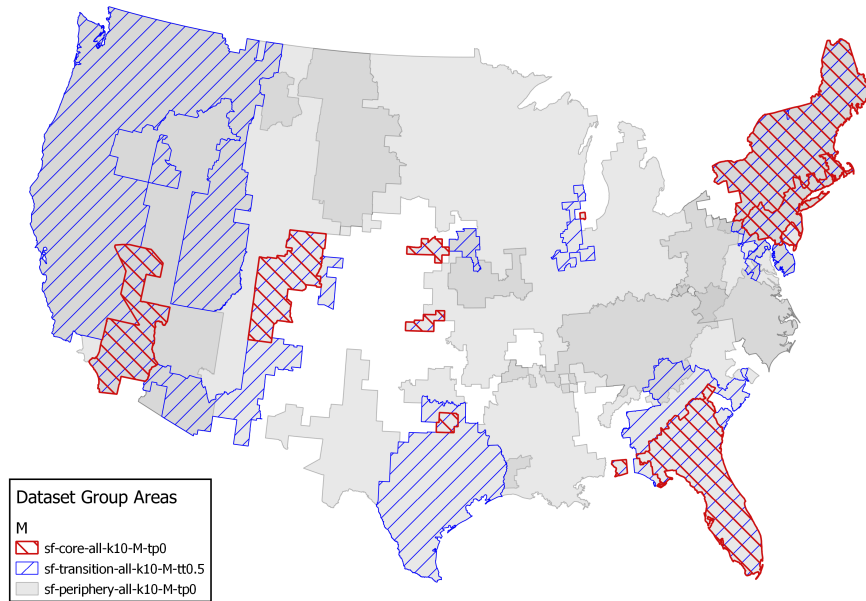 Dataset Group Areas
M
sf-core-all-k10-M-tp0
sf-transition-all-k10-M-tt0.5
sf-periphery-all-k10-M-tp0